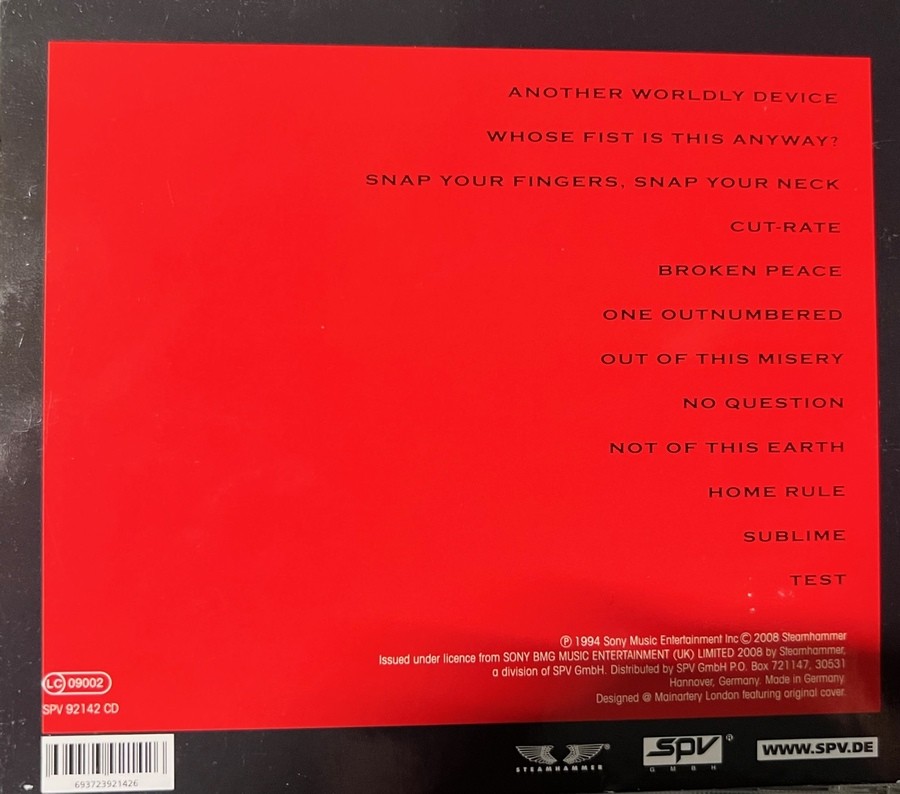 ANOTHER WORLDLY DEVICE
WHOSE FIST IS THIS ANYWAY?
SNAP YOUR FINGERS, SNAP YOUR NECK
CUT-RATE
BROKEN PEACE
ONE OUTNUMBERED
OUT OF THIS MISERY
NO QUESTION
NOT OF THIS EARTH
HOME RULE
SUBLIME
TEST
℗ 1994 Sony Music Entertainment Inc © 2008 Steamhammer
Issued under licence from SONY BMG MUSIC ENTERTAINMENT (UK) LIMITED 2008 by Steamhammer,
a division of SPV GmbH. Distributed by SPV GmbH P.O. Box 721147, 30531
Hannover, Germany. Made in Germany.
Designed @ Mainartery London featuring original cover.
LC 09002
SPV 92142 CD
693723921426
STEAMHAMMER
SPV®
GMBH
WWW.SPV.DE